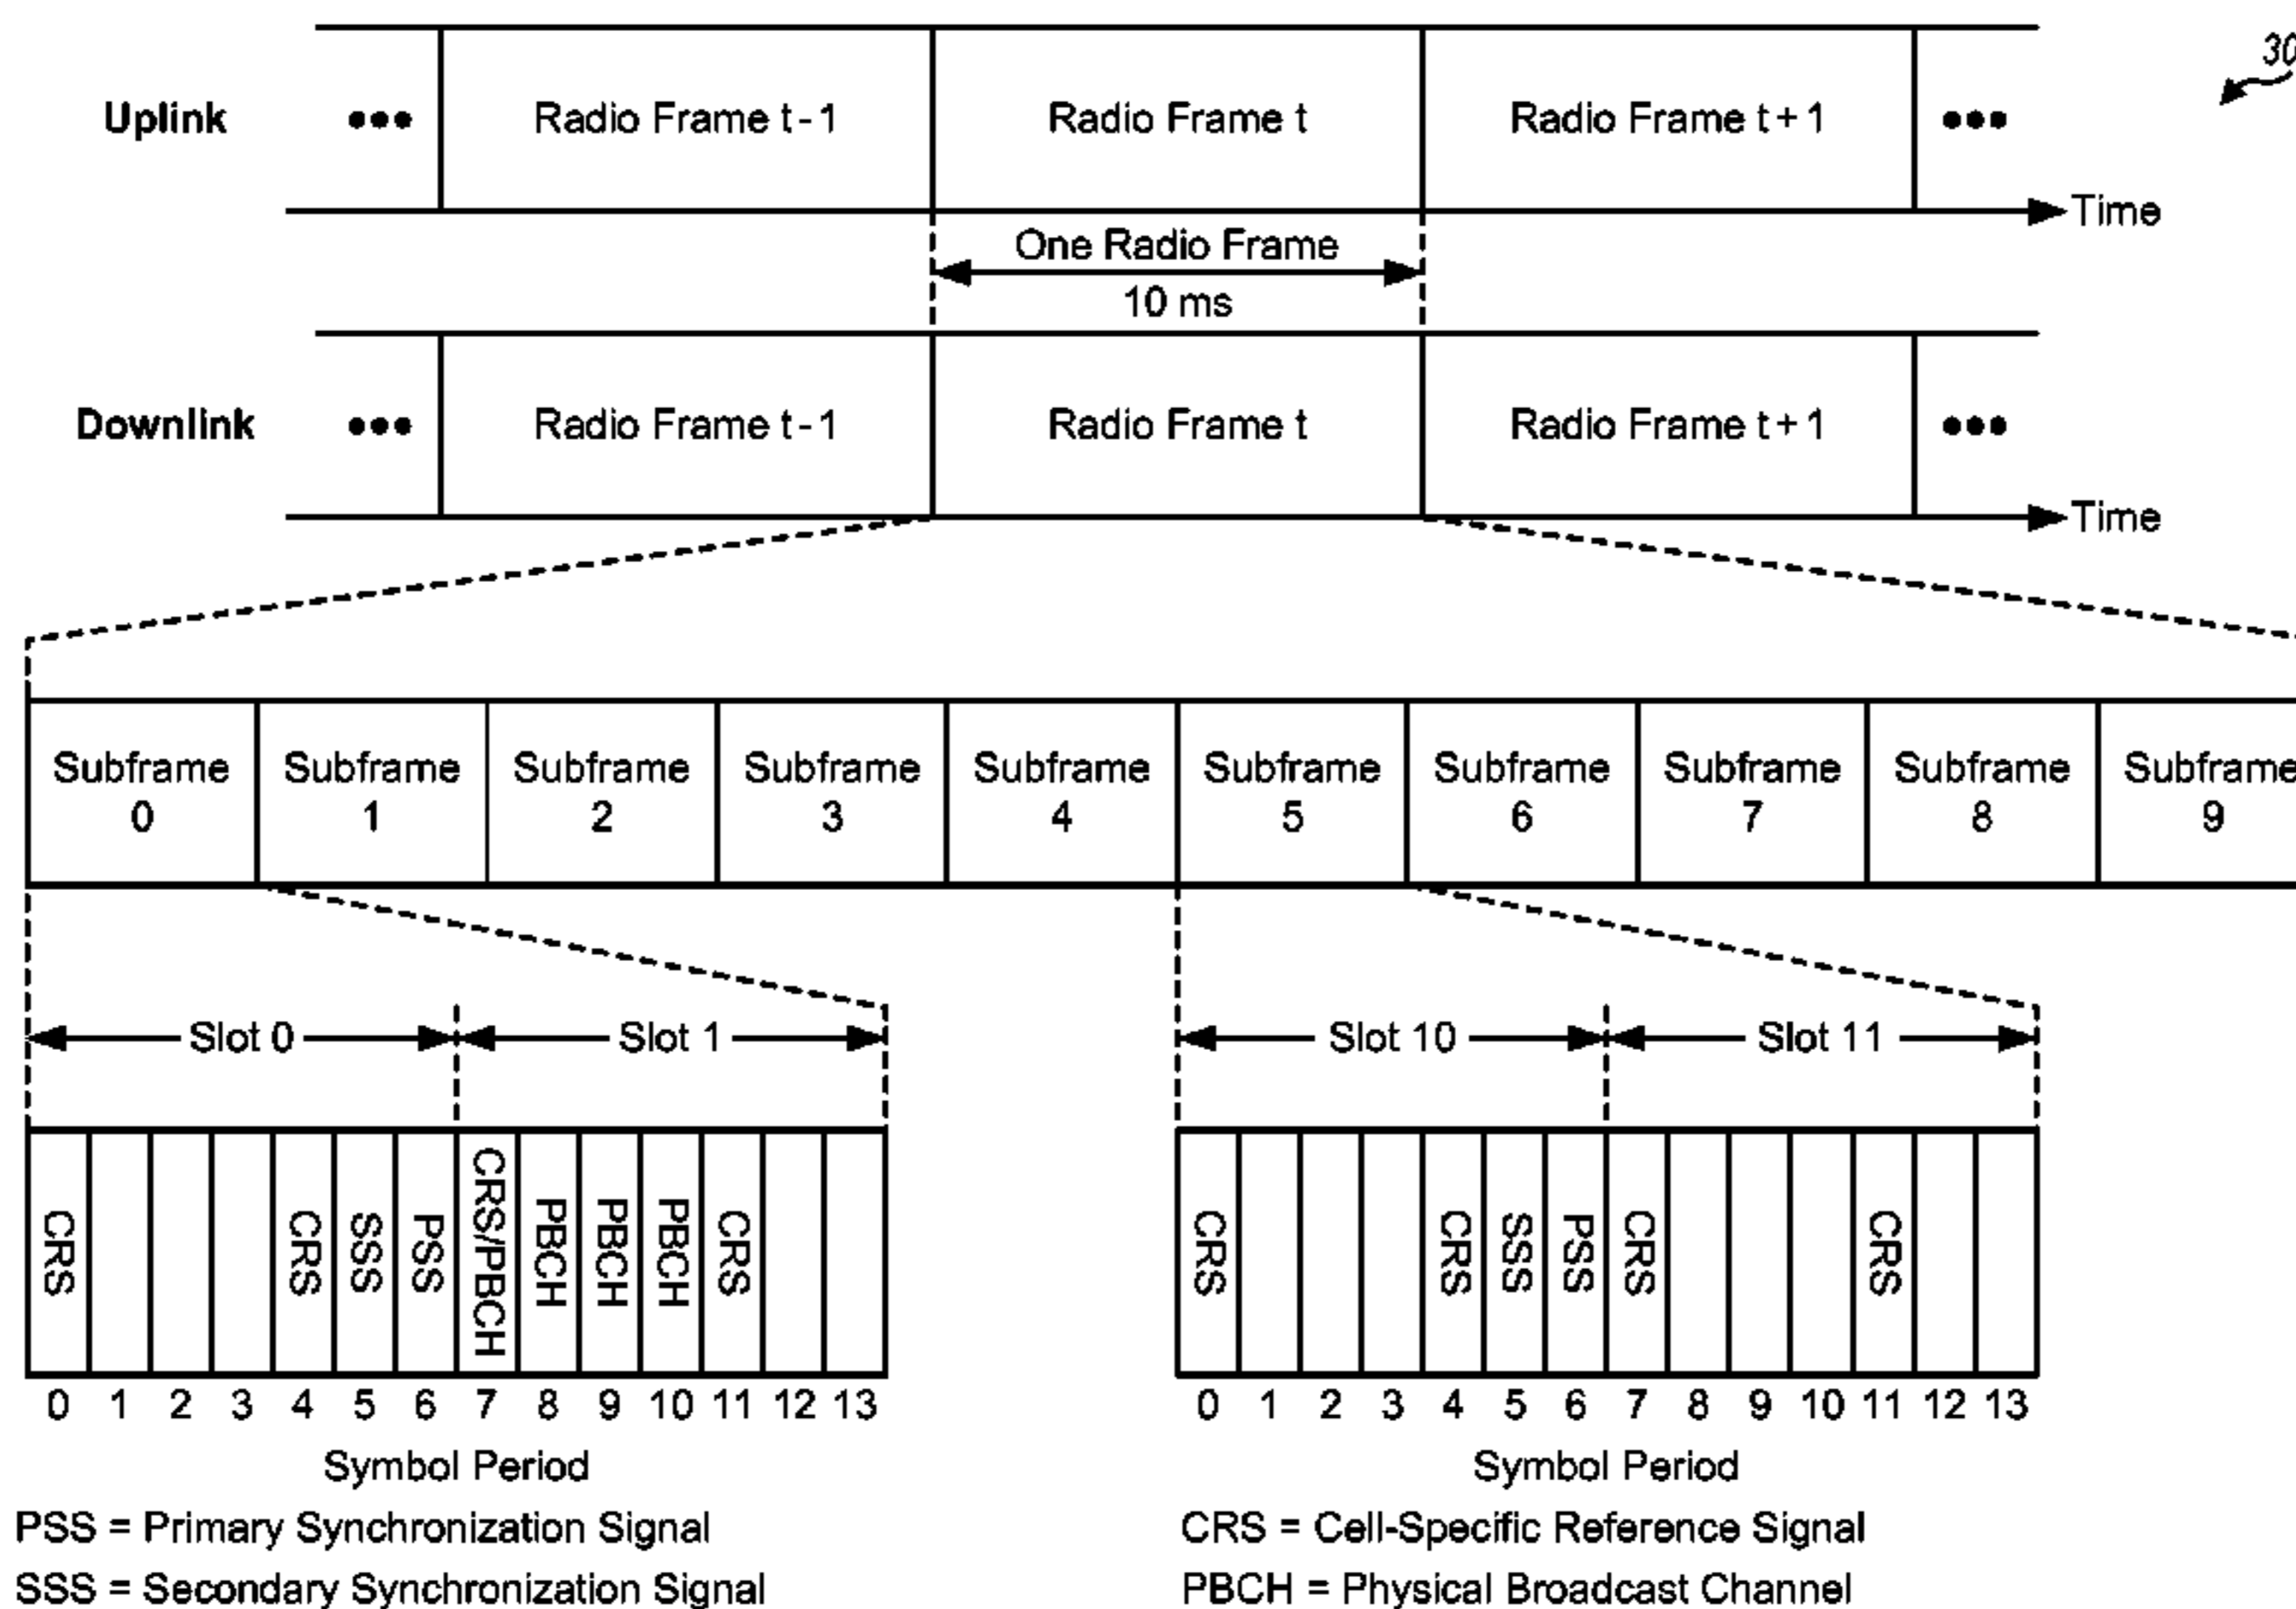 30
Uplink ••• Radio Frame t - 1 Radio Frame t Radio Frame t + 1 •••
Time
One Radio Frame
10 ms
Downlink ••• Radio Frame t - 1 Radio Frame t Radio Frame t + 1 •••
Time
Subframe 0 Subframe 1 Subframe 2 Subframe 3 Subframe 4 Subframe 5 Subframe 6 Subframe 7 Subframe 8 Subframe 9
Slot 0 Slot 1 Slot 10 Slot 11
CRS CRS SSS PSS CRS/PBCH PBCH PBCH PBCH CRS
CRS CRS SSS PSS CRS CRS
0 1 2 3 4 5 6 7 8 9 10 11 12 13
0 1 2 3 4 5 6 7 8 9 10 11 12 13
Symbol Period Symbol Period
PSS = Primary Synchronization Signal
SSS = Secondary Synchronization Signal
CRS = Cell-Specific Reference Signal
PBCH = Physical Broadcast Channel